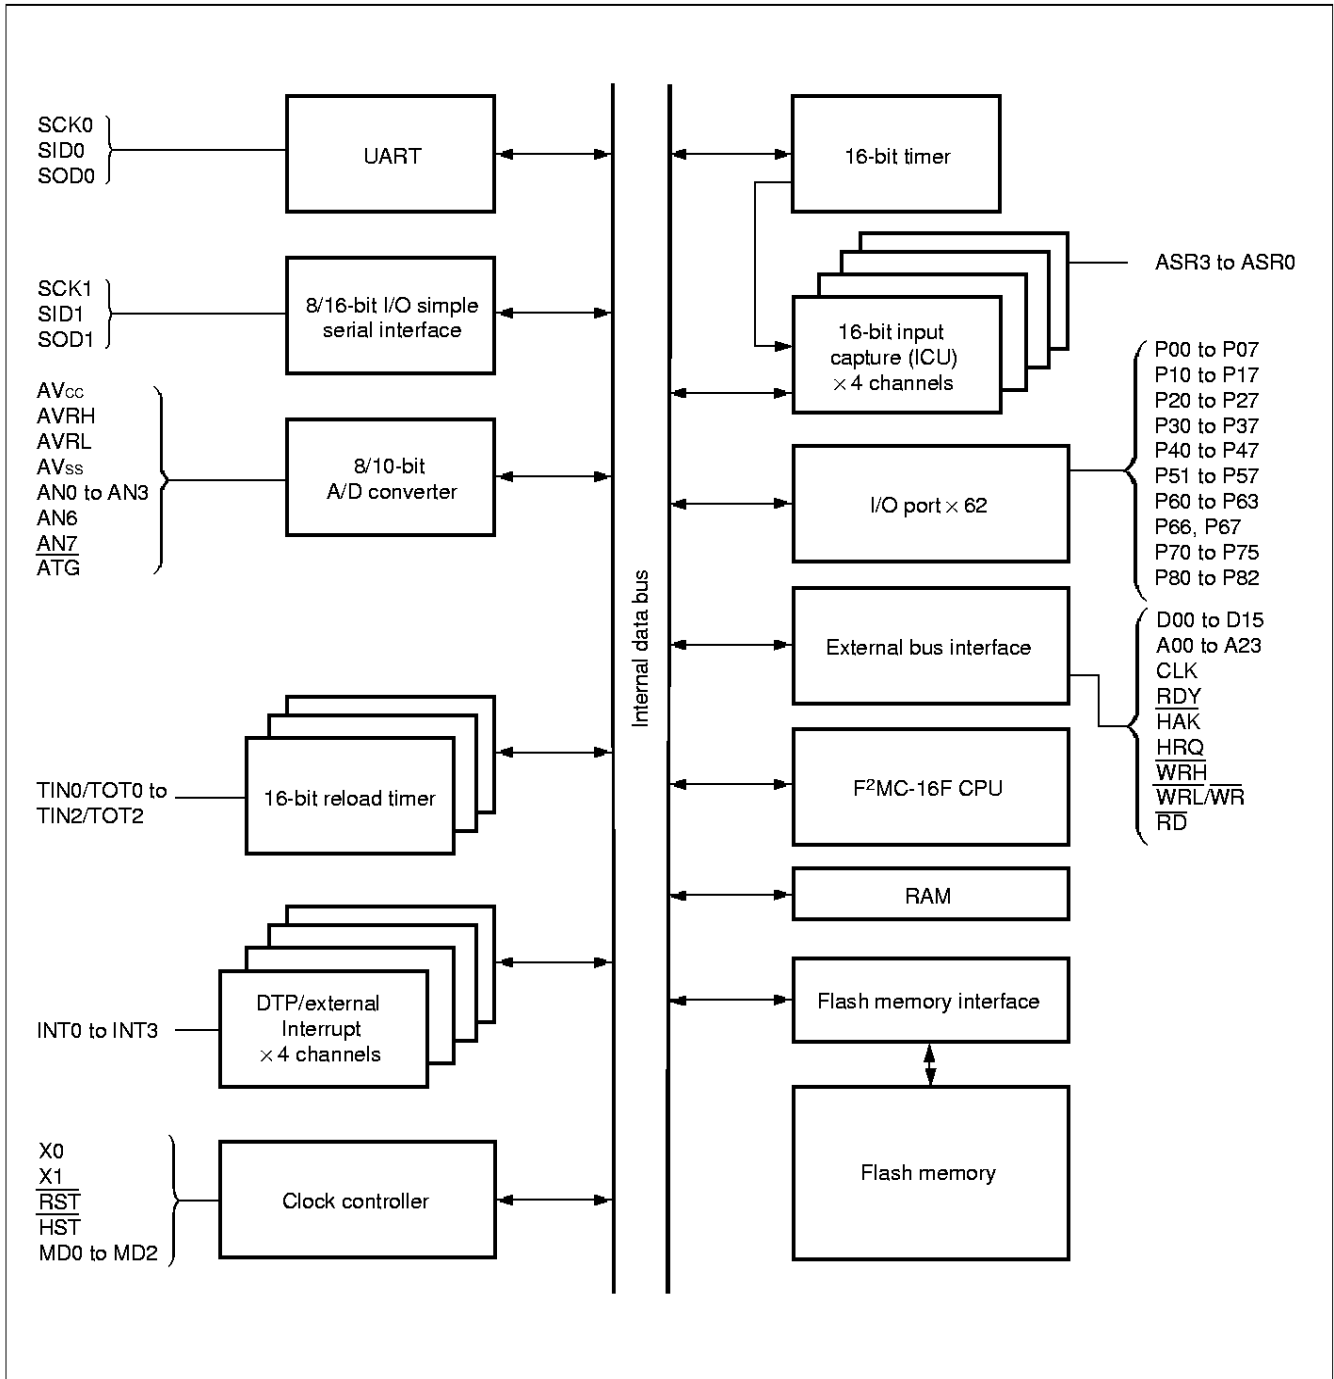 SCK0
SID0
SOD0
UART
16-bit timer
SCK1
SID1
SOD1
8/16-bit I/O simple
serial interface
ASR3 to ASR0
16-bit input
capture (ICU)
× 4 channels
AVCC
AVRH
AVRL
AVSS
AN0 to AN3
AN6
AN7
ATG
8/10-bit
A/D converter
I/O port × 62
P00 to P07
P10 to P17
P20 to P27
P30 to P37
P40 to P47
P51 to P57
P60 to P63
P66, P67
P70 to P75
P80 to P82
Internal data bus
External bus interface
D00 to D15
A00 to A23
CLK
RDY
HAK
HRQ
WRH
WRL/WR
RD
TIN0/TOT0 to
TIN2/TOT2
16-bit reload timer
F²MC-16F CPU
RAM
INT0 to INT3
DTP/external
Interrupt
× 4 channels
Flash memory interface
X0
X1
RST
HST
MD0 to MD2
Clock controller
Flash memory